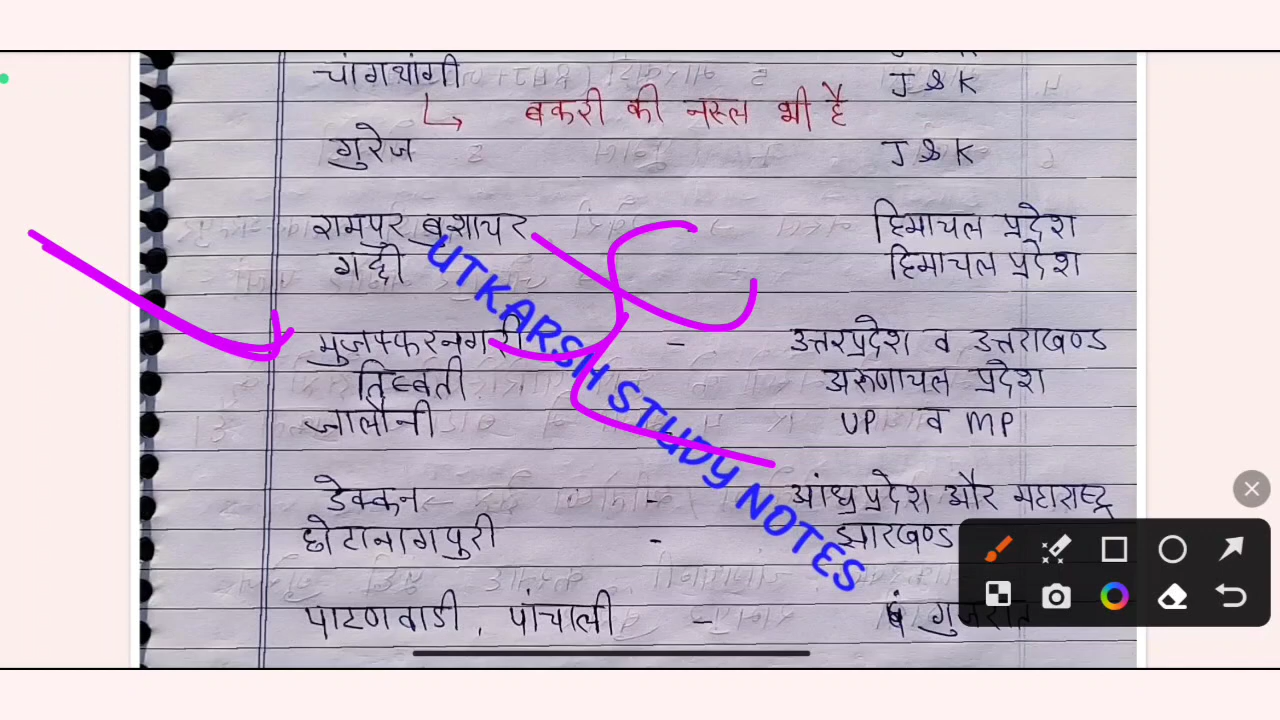 चांगथांगी J & K
↳ बकरी की नस्ल भी है
गुरेज J & K
रामपुर बुशायर - हिमाचल प्रदेश
गद्दी हिमाचल प्रदेश
मुजफ्फरनगरी - उत्तरप्रदेश व उत्तराखण्ड
तिब्बती अरुणाचल प्रदेश
जालौनी UP व MP
डेक्कन - आंध्रप्रदेश और महाराष्ट्र
छोटानागपुरी - झारखण्ड
पाटणवाडी, पांचाली - गुजरात
UTKARSH STUDY NOTES